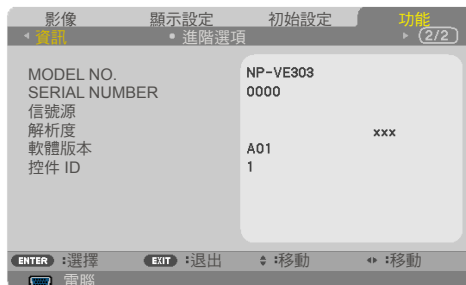 影像 顯示設定 初始設定 功能
資訊 • 進階選項 (2/2)
MODEL NO. NP-VE303
SERIAL NUMBER 0000
信號源
解析度 xxx
軟體版本 A01
控件 ID 1
ENTER :選擇 EXIT :退出 :移動 :移動
電腦